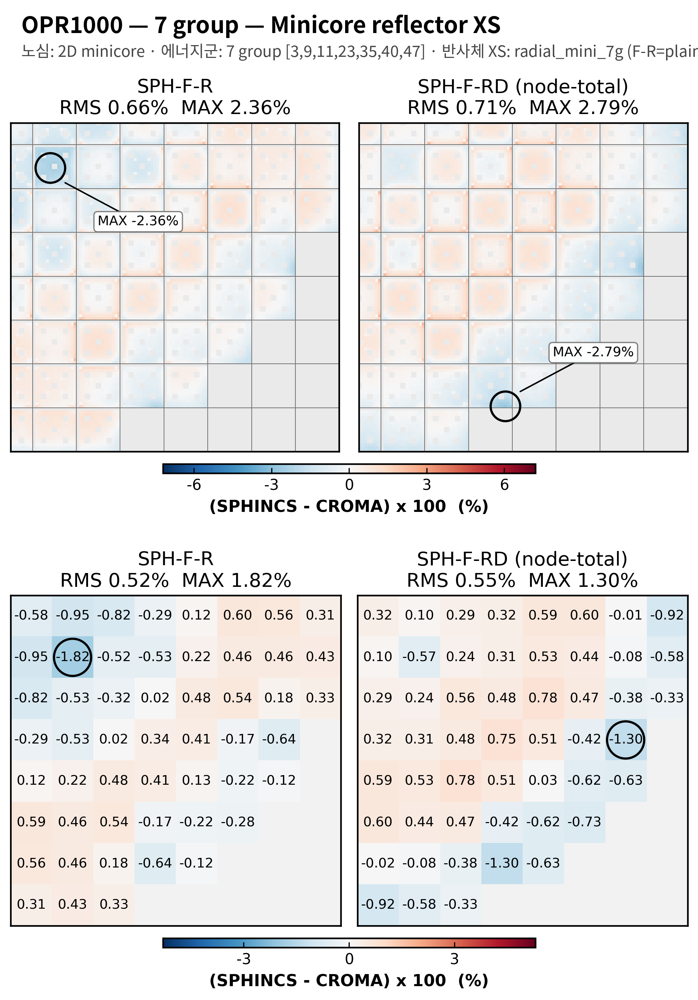 OPR1000 — 7 group — Minicore reflector XS
노심: 2D minicore · 에너지군: 7 group [3,9,11,23,35,40,47] · 반사체 XS: radial_mini_7g (F-R=plain
SPH-F-R
RMS 0.66% MAX 2.36%
SPH-F-RD (node-total)
RMS 0.71% MAX 2.79%
MAX -2.36%
MAX -2.79%
-6 -3 0 3 6
(SPHINCS - CROMA) x 100 (%)
SPH-F-R
RMS 0.52% MAX 1.82%
-0.58 -0.95 -0.82 -0.29 0.12 0.60 0.56 0.31
-0.95 -1.82 -0.52 -0.53 0.22 0.46 0.46 0.43
-0.82 -0.53 -0.32 0.02 0.48 0.54 0.18 0.33
-0.29 -0.53 0.02 0.34 0.41 -0.17 -0.64
0.12 0.22 0.48 0.41 0.13 -0.22 -0.12
0.59 0.46 0.54 -0.17 -0.22 -0.28
0.56 0.46 0.18 -0.64 -0.12
0.31 0.43 0.33
SPH-F-RD (node-total)
RMS 0.55% MAX 1.30%
0.32 0.10 0.29 0.32 0.59 0.60 -0.01 -0.92
0.10 -0.57 0.24 0.31 0.53 0.44 -0.08 -0.58
0.29 0.24 0.56 0.48 0.78 0.47 -0.38 -0.33
0.32 0.31 0.48 0.75 0.51 -0.42 -1.30
0.59 0.53 0.78 0.51 0.03 -0.62 -0.63
0.60 0.44 0.47 -0.42 -0.62 -0.73
-0.02 -0.08 -0.38 -1.30 -0.63
-0.92 -0.58 -0.33
-3 0 3
(SPHINCS - CROMA) x 100 (%)